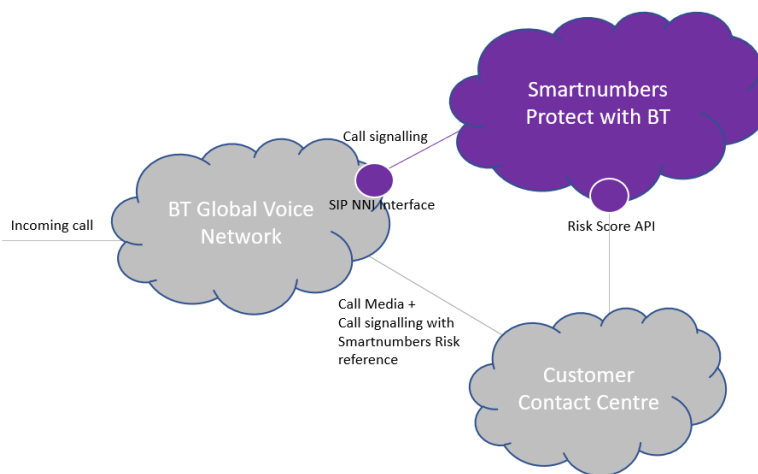 Smartnumbers
Protect with BT
Call signalling
BT Global Voice
Network
SIP NNI Interface
Incoming call
Risk Score API
Call Media +
Call signalling with
Smartnumbers Risk
reference
Customer
Contact Centre